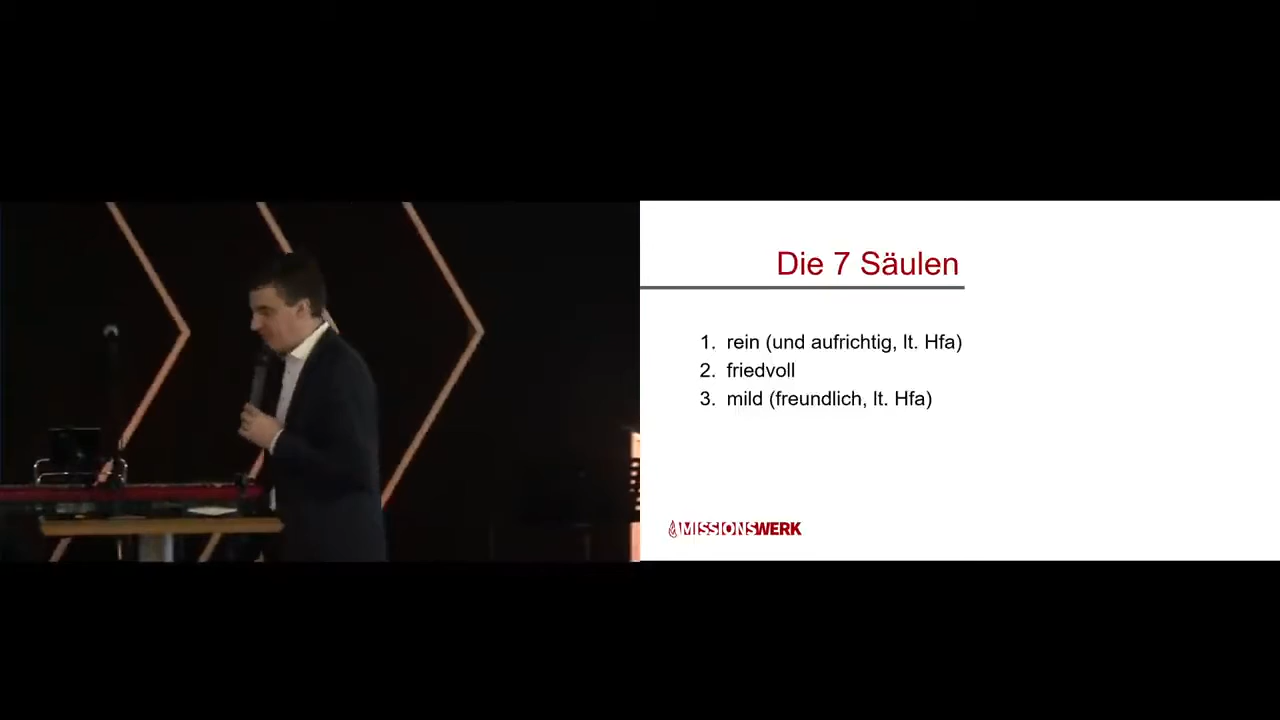 Die 7 Säulen
1. rein (und aufrichtig, lt. Hfa)
2. friedvoll
3. mild (freundlich, lt. Hfa)
MISSIONSWERK